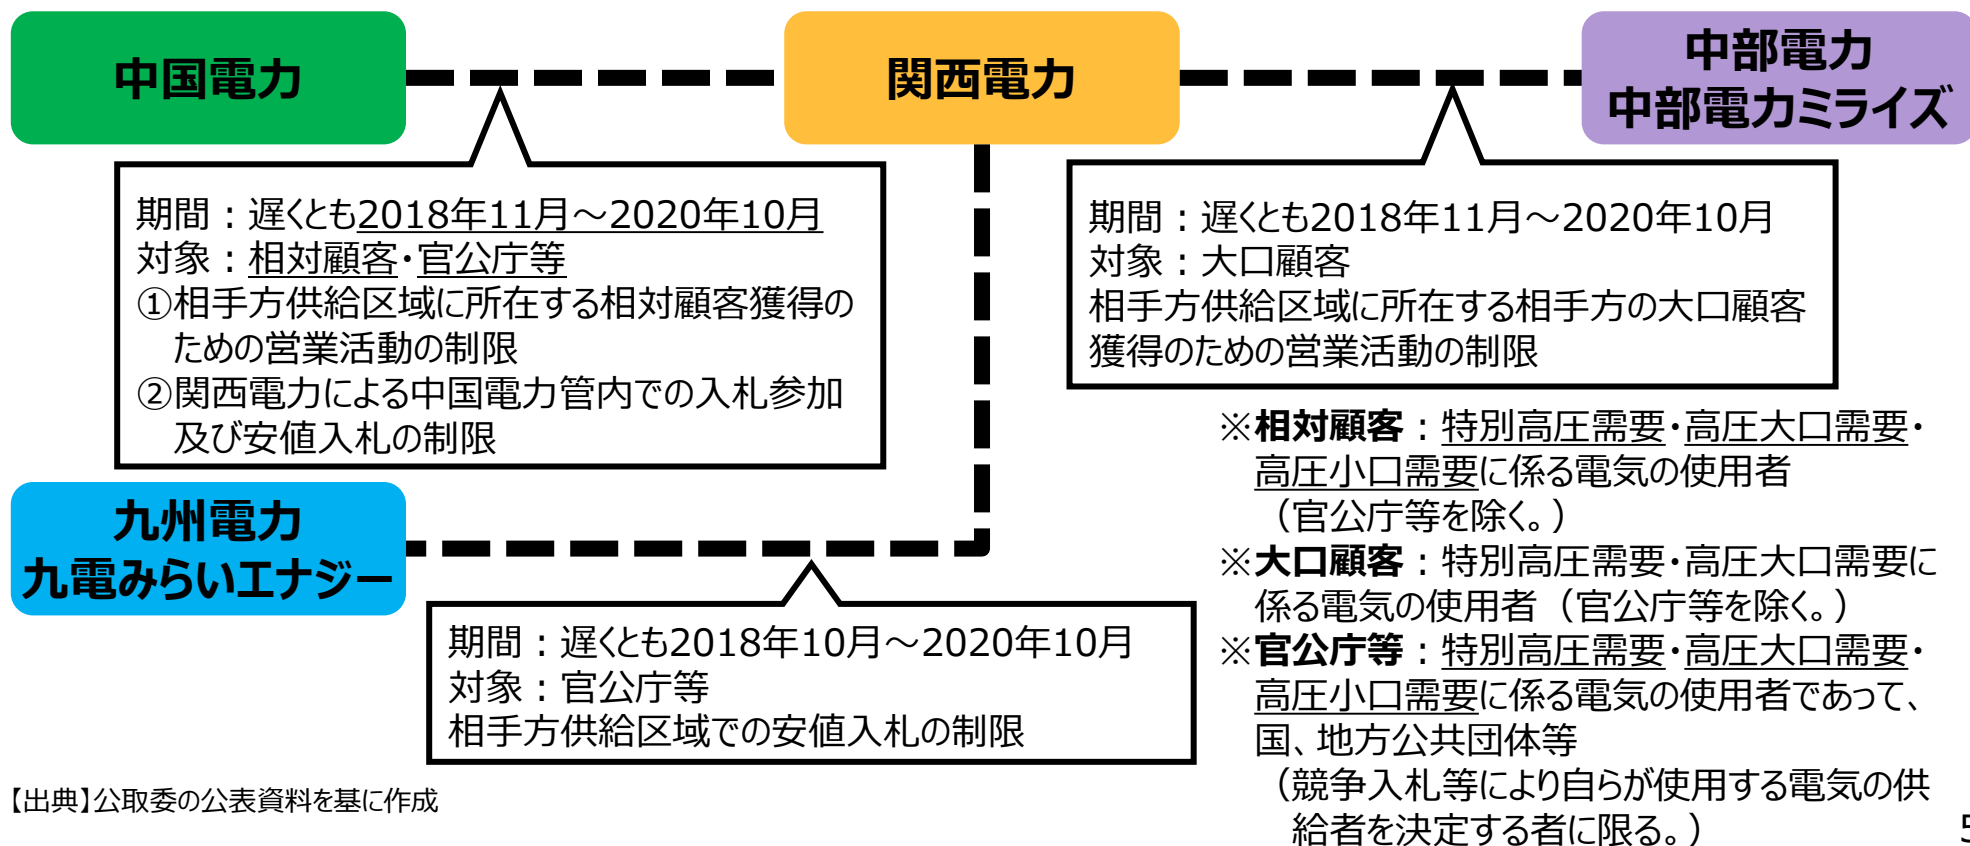 中国電力
関西電力
中部電力
中部電力ミライズ
期間：遅くとも2018年11月～2020年10月
対象：相対顧客・官公庁等
①相手方供給区域に所在する相対顧客獲得の
ための営業活動の制限
②関西電力による中国電力管内での入札参加
及び安値入札の制限
期間：遅くとも2018年11月～2020年10月
対象：大口顧客
相手方供給区域に所在する相手方の大口顧客
獲得のための営業活動の制限
九州電力
九電みらいエナジー
期間：遅くとも2018年10月～2020年10月
対象：官公庁等
相手方供給区域での安値入札の制限
※相対顧客：特別高圧需要・高圧大口需要・
高圧小口需要に係る電気の使用者
（官公庁等を除く。）
※大口顧客：特別高圧需要・高圧大口需要に
係る電気の使用者（官公庁等を除く。）
※官公庁等：特別高圧需要・高圧大口需要・
高圧小口需要に係る電気の使用者であって、
国、地方公共団体等
（競争入札等により自らが使用する電気の供
給者を決定する者に限る。）
【出典】公取委の公表資料を基に作成